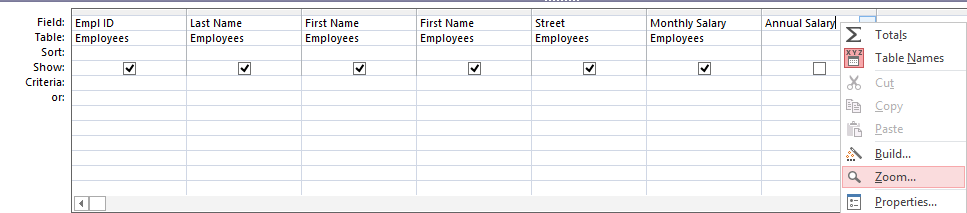 Field: Empl ID Last Name First Name First Name Street Monthly Salary Annual Salary
Table: Employees Employees Employees Employees Employees Employees
Sort:
Show:
Criteria:
or:
Totals
XYZ Table Names
Cut
Copy
Paste
Build...
Zoom...
Properties...